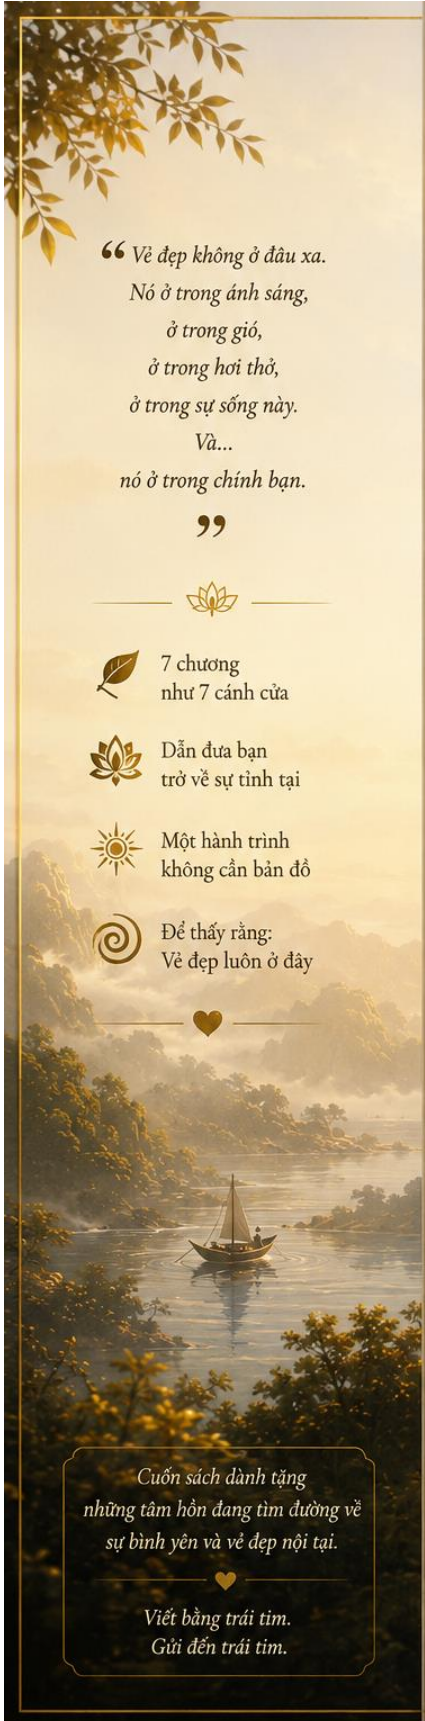 “ Vẻ đẹp không ở đâu xa.
Nó ở trong ánh sáng,
ở trong gió,
ở trong hơi thở,
ở trong sự sống này.
Và...
nó ở trong chính bạn.
”
7 chương
như 7 cánh cửa
Dẫn đưa bạn
trở về sự tỉnh tại
Một hành trình
không cần bản đồ
Để thấy rằng:
Vẻ đẹp luôn ở đây
Cuốn sách dành tặng
những tâm hồn đang tìm đường về
sự bình yên và vẻ đẹp nội tại.
Viết bằng trái tim.
Gửi đến trái tim.